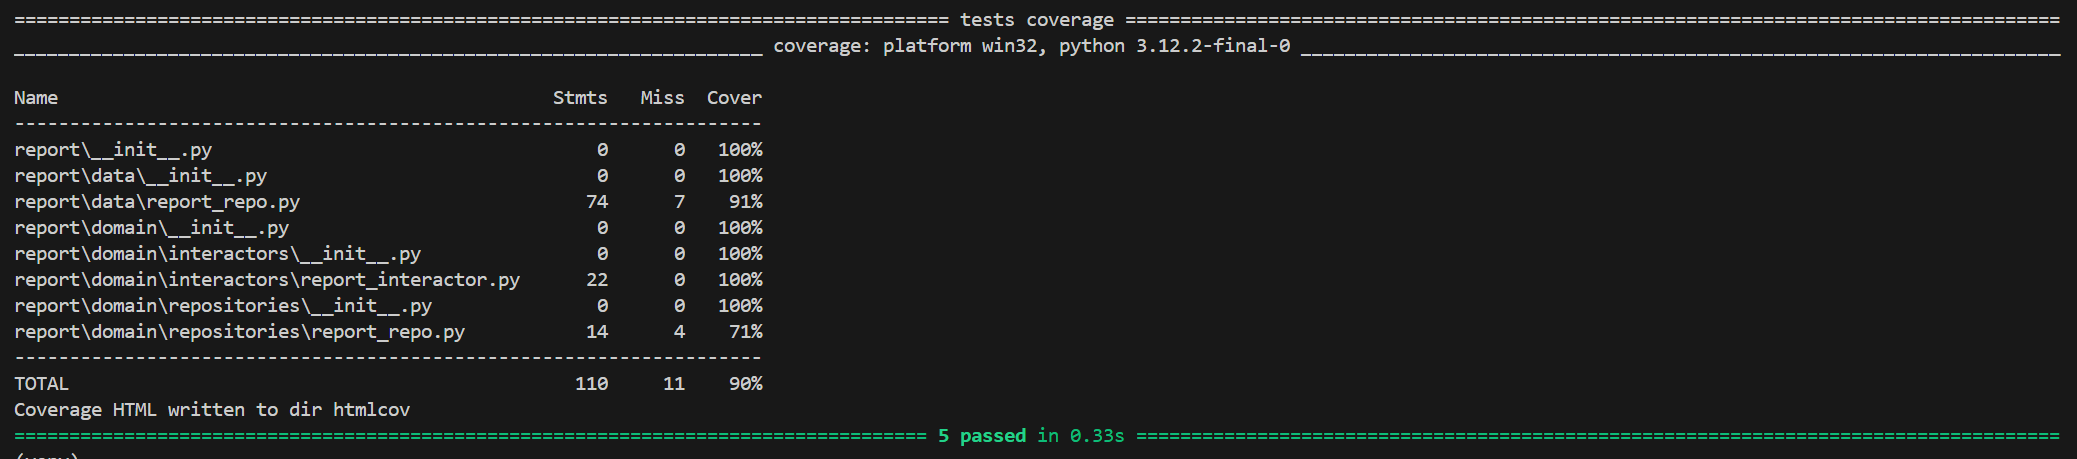 ===================================================================================== tests coverage =====================================================================================
____________________________________________________________________ coverage: platform win32, python 3.12.2-final-0 _____________________________________________________________________
Name                                             Stmts   Miss  Cover
--------------------------------------------------------------------
report\__init__.py                                   0      0   100%
report\data\__init__.py                              0      0   100%
report\data\report_repo.py                          74      7    91%
report\domain\__init__.py                            0      0   100%
report\domain\interactors\__init__.py                0      0   100%
report\domain\interactors\report_interactor.py      22      0   100%
report\domain\repositories\__init__.py               0      0   100%
report\domain\repositories\report_repo.py           14      4    71%
--------------------------------------------------------------------
TOTAL                                              110     11    90%
Coverage HTML written to dir htmlcov
=================================================================================== 5 passed in 0.33s ====================================================================================